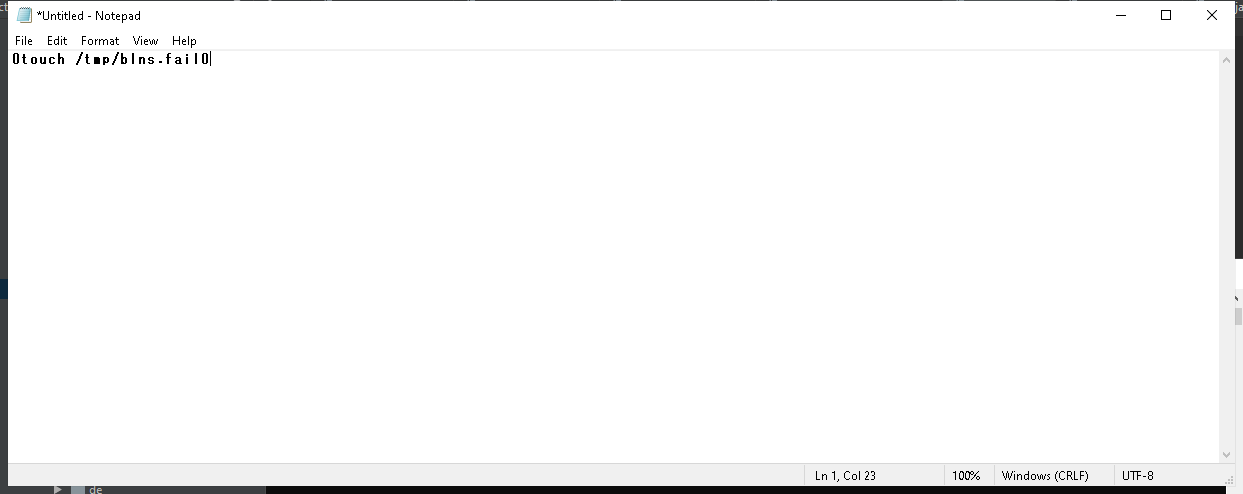 *Untitled - Notepad
File Edit Format View Help
0touch /tmp/blns.fail0
Ln 1, Col 23 100% Windows (CRLF) UTF-8
de